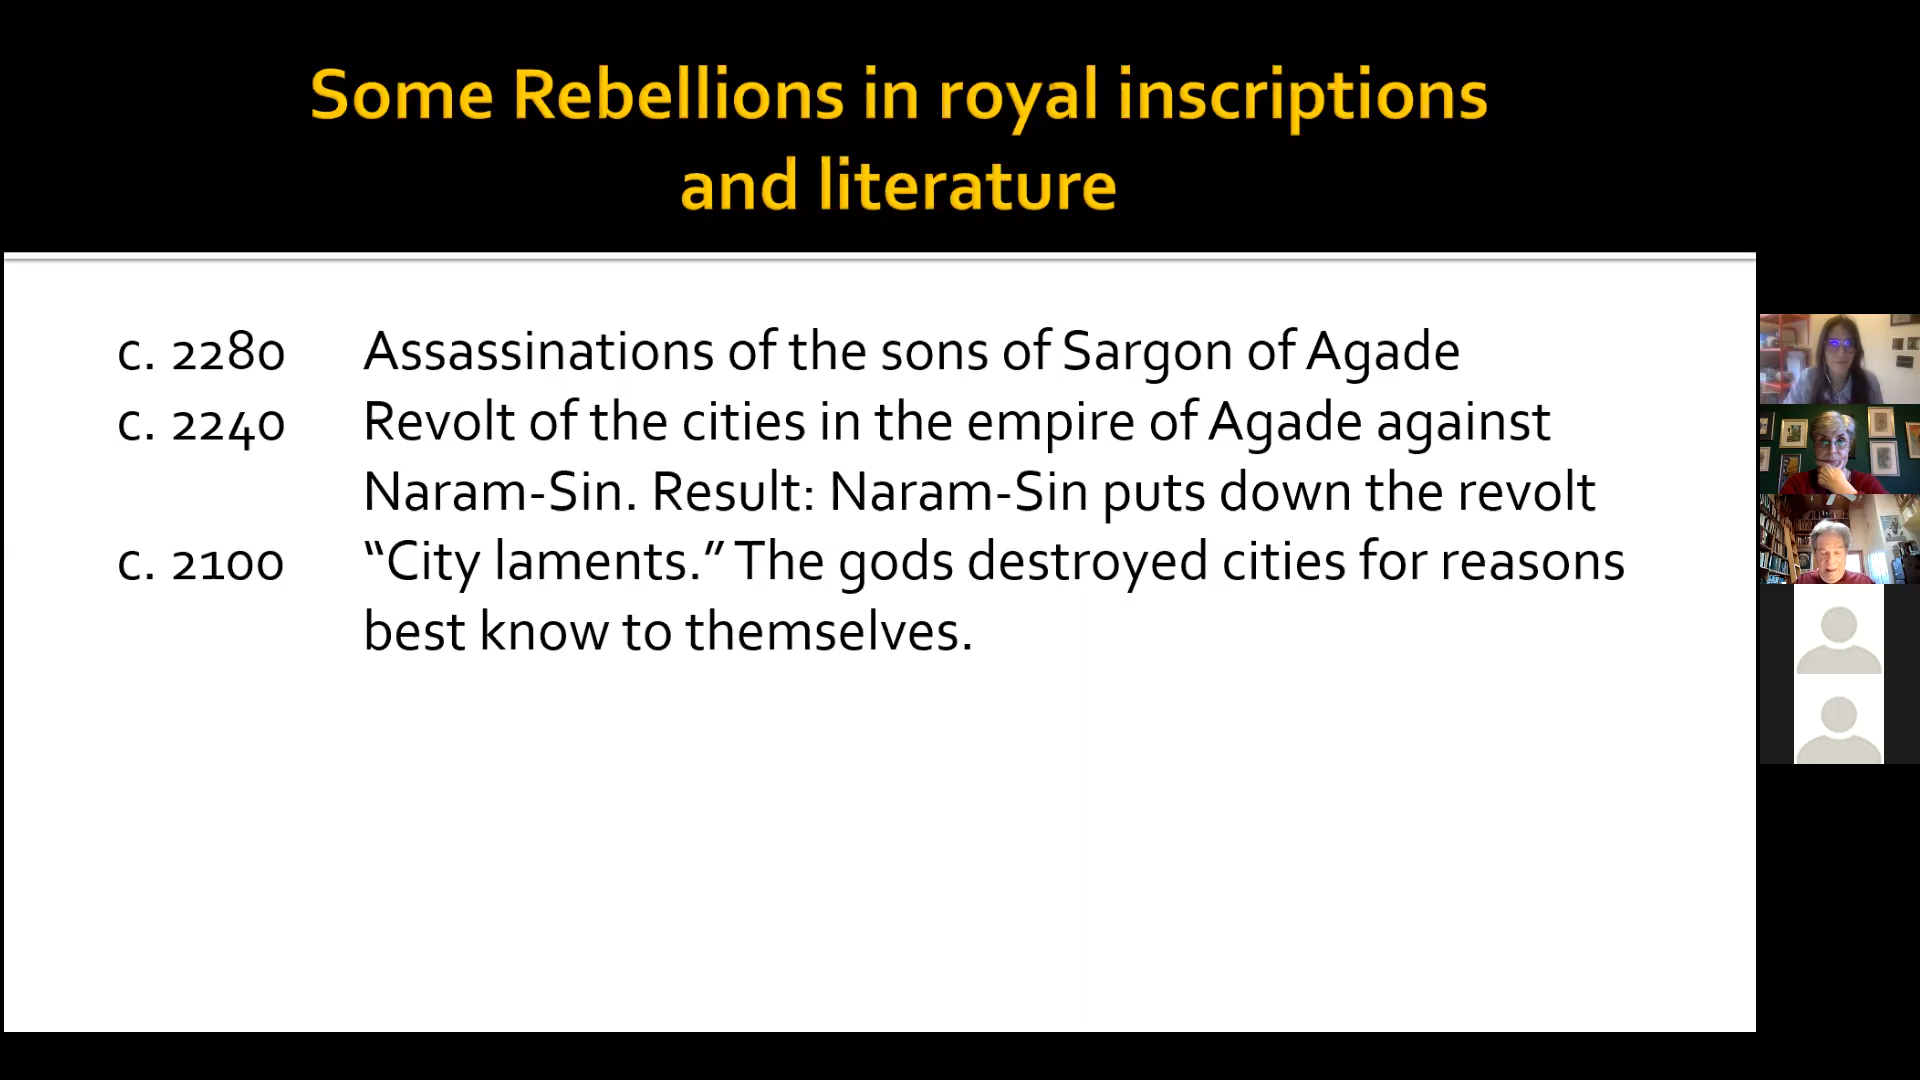 Some Rebellions in royal inscriptions
and literature
c. 2280 Assassinations of the sons of Sargon of Agade
c. 2240 Revolt of the cities in the empire of Agade against
Naram-Sin. Result: Naram-Sin puts down the revolt
c. 2100 “City laments.” The gods destroyed cities for reasons
best know to themselves.